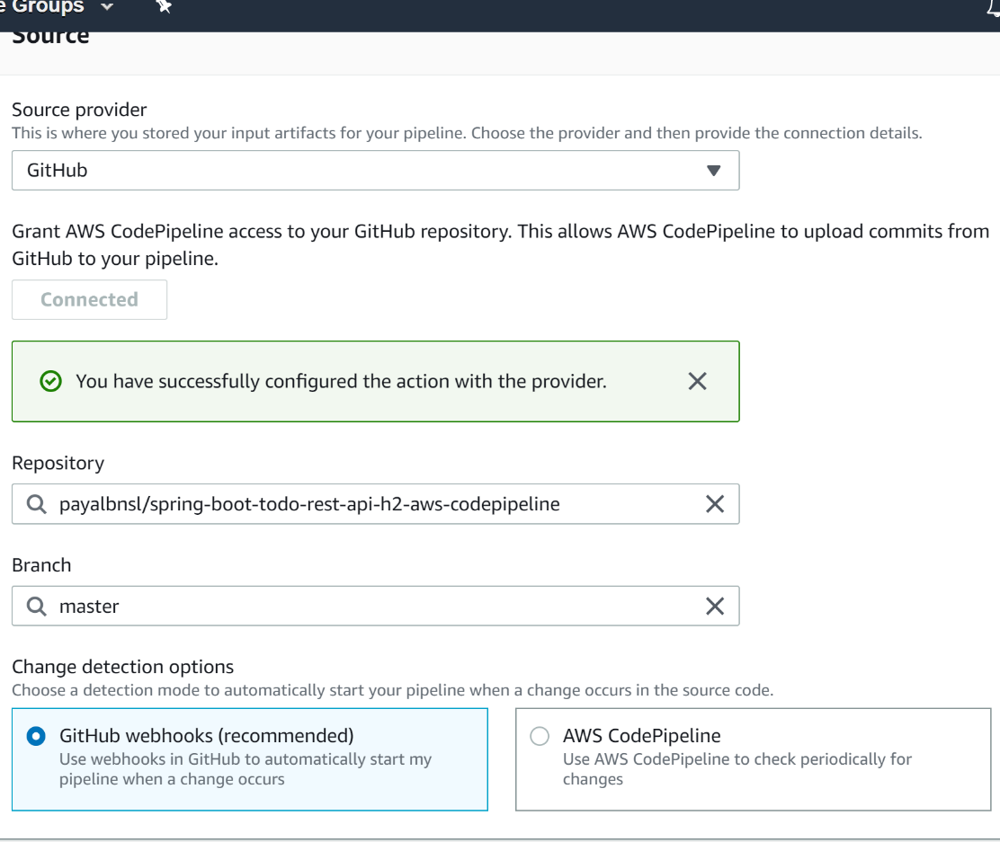 e Groups
Source
Source provider
This is where you stored your input artifacts for your pipeline. Choose the provider and then provide the connection details.
GitHub
Grant AWS CodePipeline access to your GitHub repository. This allows AWS CodePipeline to upload commits from
GitHub to your pipeline.
Connected
You have successfully configured the action with the provider.
Repository
payalbnsl/spring-boot-todo-rest-api-h2-aws-codepipeline
Branch
master
Change detection options
Choose a detection mode to automatically start your pipeline when a change occurs in the source code.
GitHub webhooks (recommended)
Use webhooks in GitHub to automatically start my
pipeline when a change occurs
AWS CodePipeline
Use AWS CodePipeline to check periodically for
changes